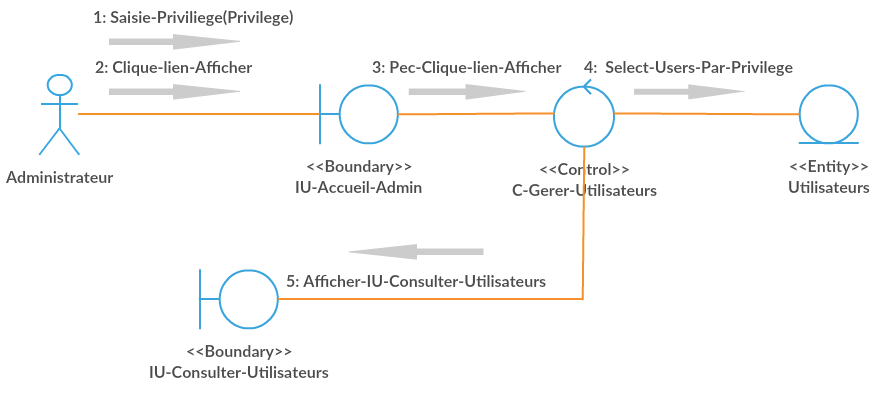 1: Saisie-Priviliege(Privilege)
2: Clique-lien-Afficher
3: Pec-Clique-lien-Afficher
4: Select-Users-Par-Privilege
Administrateur
<<Boundary>>
IU-Accueil-Admin
<<Control>>
C-Gerer-Utilisateurs
<<Entity>>
Utilisateurs
5: Afficher-IU-Consulter-Utilisateurs
<<Boundary>>
IU-Consulter-Utilisateurs